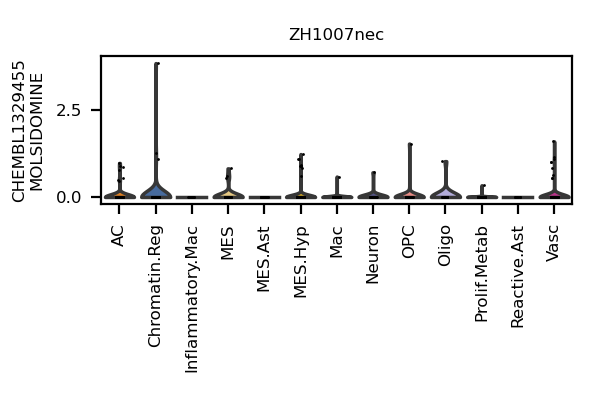 ZH1007nec
CHEMBL1329455
MOLSIDOMINE
2.5
0.0
AC
Chromatin.Reg
Inflammatory.Mac
MES
MES.Ast
MES.Hyp
Mac
Neuron
OPC
Oligo
Prolif.Metab
Reactive.Ast
Vasc